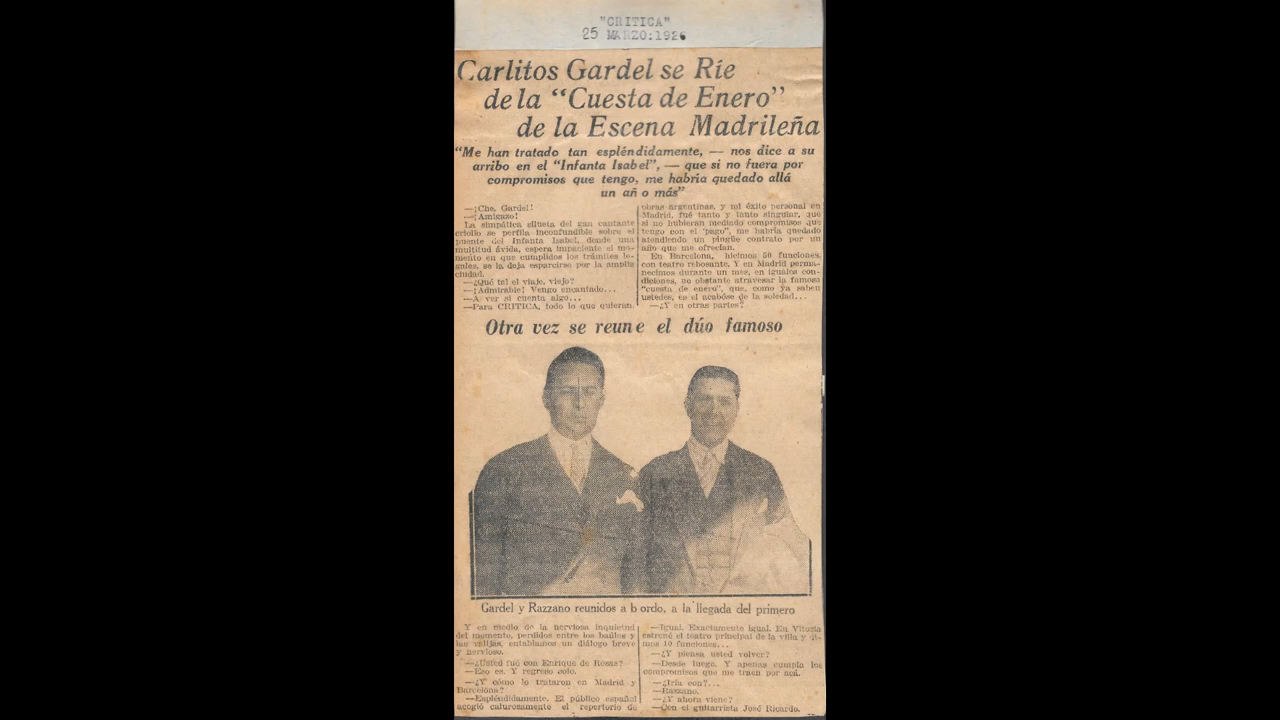 "CRITICA"
25 MARZO:1926
Carlitos Gardel se Ríe
de la "Cuesta de Enero"
de la Escena Madrileña
"Me han tratado tan espléndidamente, — nos dice a su
arribo en el "Infanta Isabel", — que si no fuera por
compromisos que tengo, me habría quedado allá
un año o más"
—¡Che, Gardel!
—¡Amigazo!
La simpática silueta del gran cantante
criollo se perfila inconfundible sobre el
puente del Infanta Isabel, donde una
multitud ávida, espera impaciente el mo-
mento en que cumplidos los trámites le-
gales, se la deja esparcirse por la amplia
ciudad.
—¿Qué tal el viaje, viejo?
—¡Admirable! Vengo encantado...
—A ver si cuenta algo...
—Para CRITICA, todo lo que quieran.
obras argentinas, y mi éxito personal en
Madrid, fué tanto y tanto singular, que
si no hubieran mediado compromisos que
tengo con el "pago", me habría quedado
atendiendo un pingüe contrato por un
año que me ofrecían.
En Barcelona, hicimos 50 funciones,
con teatro rebosante. Y en Madrid perma-
necimos durante un mes, en iguales con-
diciones, no obstante atravesar la famosa
"cuesta de enero", que, como ya saben
ustedes, es el acabóse de la soledad...
—¿Y en otras partes?
Otra vez se reune el dúo famoso
Gardel y Razzano reunidos a bordo, a la llegada del primero
Y en medio de la nerviosa inquietud
del momento, perdidos entre los baúles y
las valijas, entablamos un diálogo breve
y nervioso.
—¿Usted fué con Enrique de Rosas?
—Eso es. Y regreso solo.
—¿Y cómo lo trataron en Madrid y
Barcelona?
—Espléndidamente. El público español
acogió calurosamente el repertorio de
—Igual. Exactamente igual. En Vitoria
estrené el teatro principal de la villa y di-
mos 10 funciones...
—¿Y piensa usted volver?
—Desde luego. Y apenas cumpla los
compromisos que me traen por acá.
—¿Iría con?...
—Razzano.
—¿Y ahora viene?
—Con el guitarrista José Ricardo.